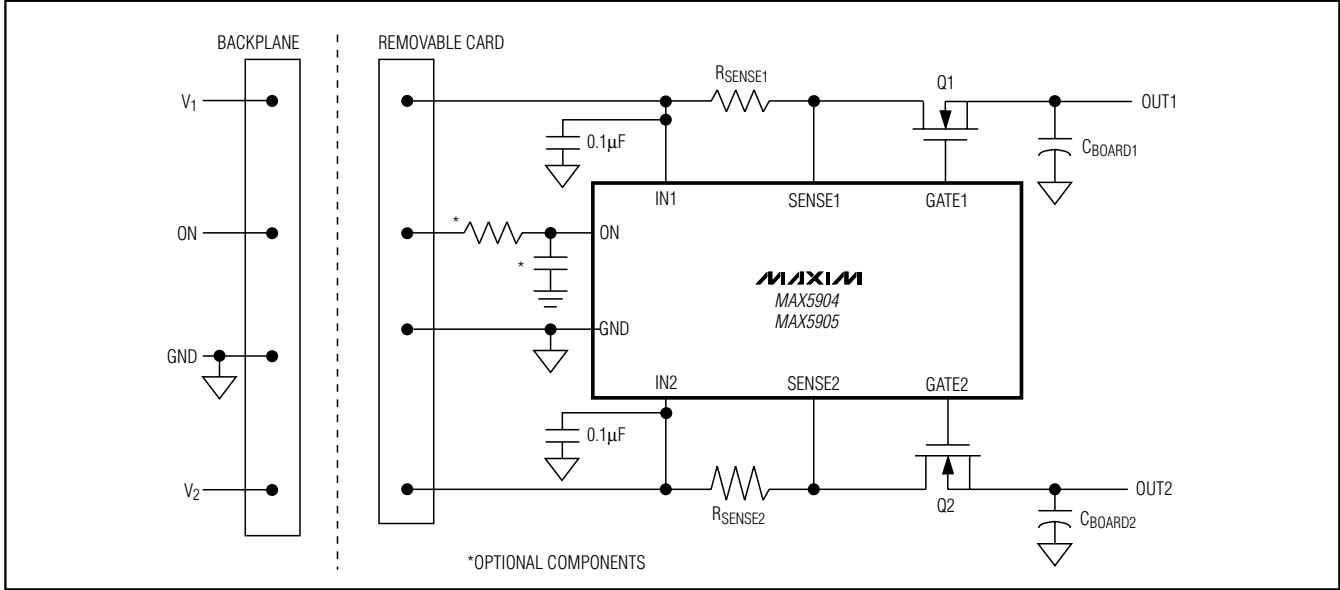 BACKPLANE
REMOVABLE CARD
V1
RSENSE1
Q1
OUT1
0.1µF
CBOARD1
IN1
SENSE1
GATE1
ON
*
ON
*
MAXIM
MAX5904
MAX5905
GND
GND
IN2
SENSE2
GATE2
0.1µF
V2
RSENSE2
Q2
OUT2
CBOARD2
*OPTIONAL COMPONENTS